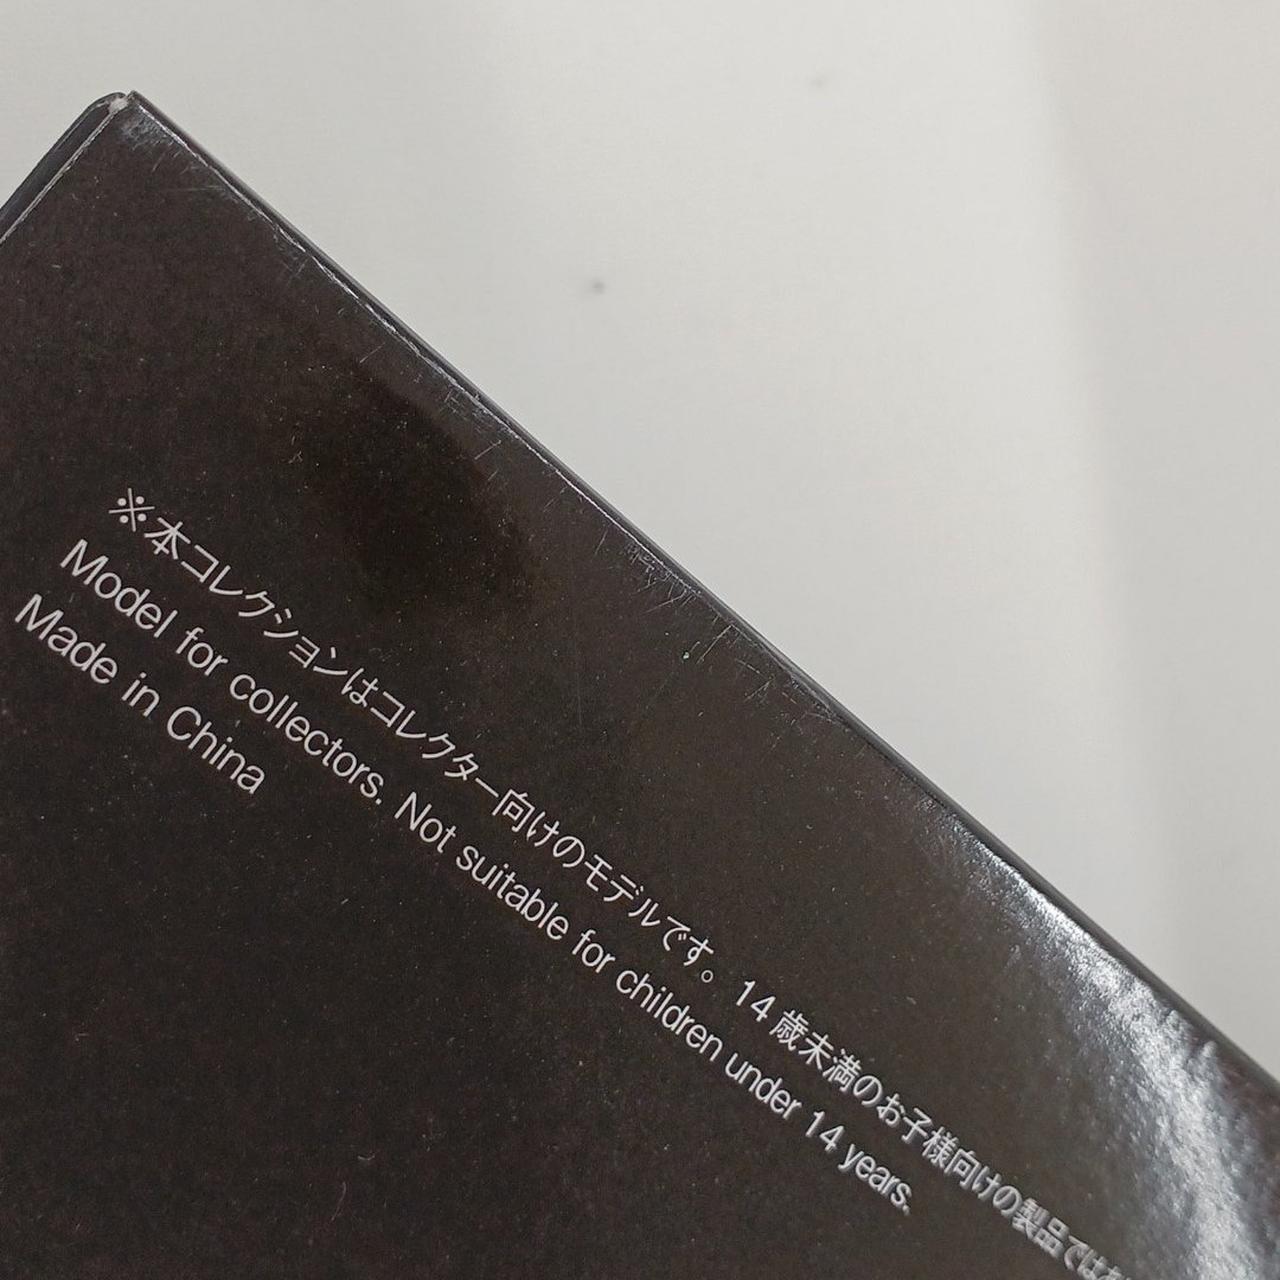 ※本コレクションはコレクター向けのモデルです。14歳未満のお子様向けの製品では
Model for collectors. Not suitable for children under 14 years.
Made in China